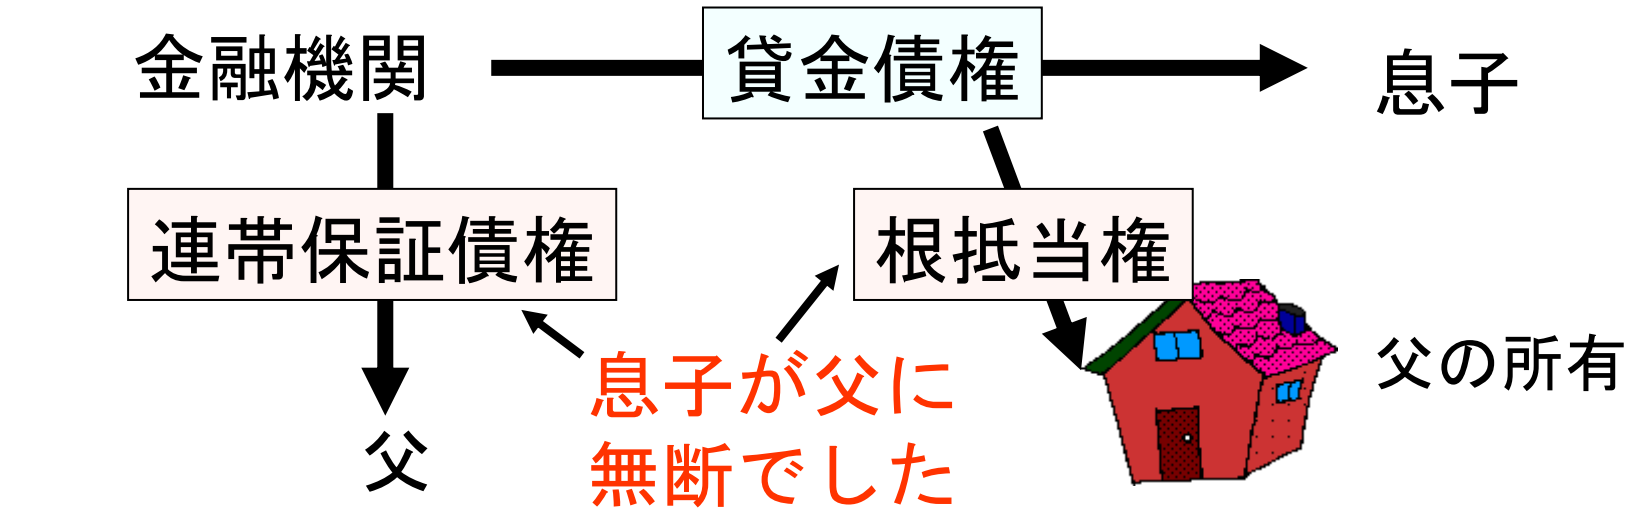 金融機関
貸金債権
息子
連帯保証債権
根抵当権
父の所有
息子が父に
無断でした
父